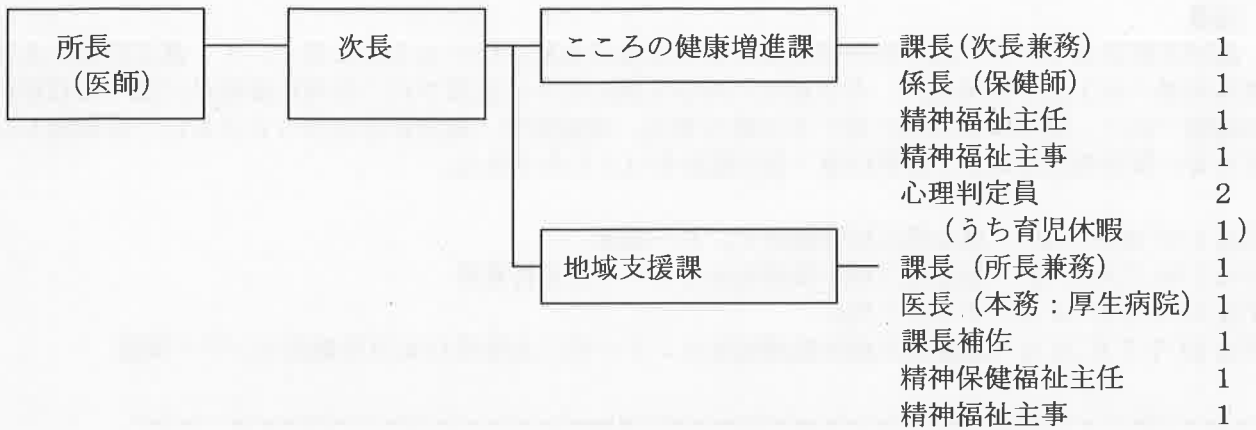 所長
(医師)
次長
こころの健康増進課
課長(次長兼務) 1
係長(保健師) 1
精神福祉主任 1
精神福祉主事 1
心理判定員 2
(うち育児休暇 1)
地域支援課
課長(所長兼務) 1
医長(本務:厚生病院) 1
課長補佐 1
精神保健福祉主任 1
精神福祉主事 1